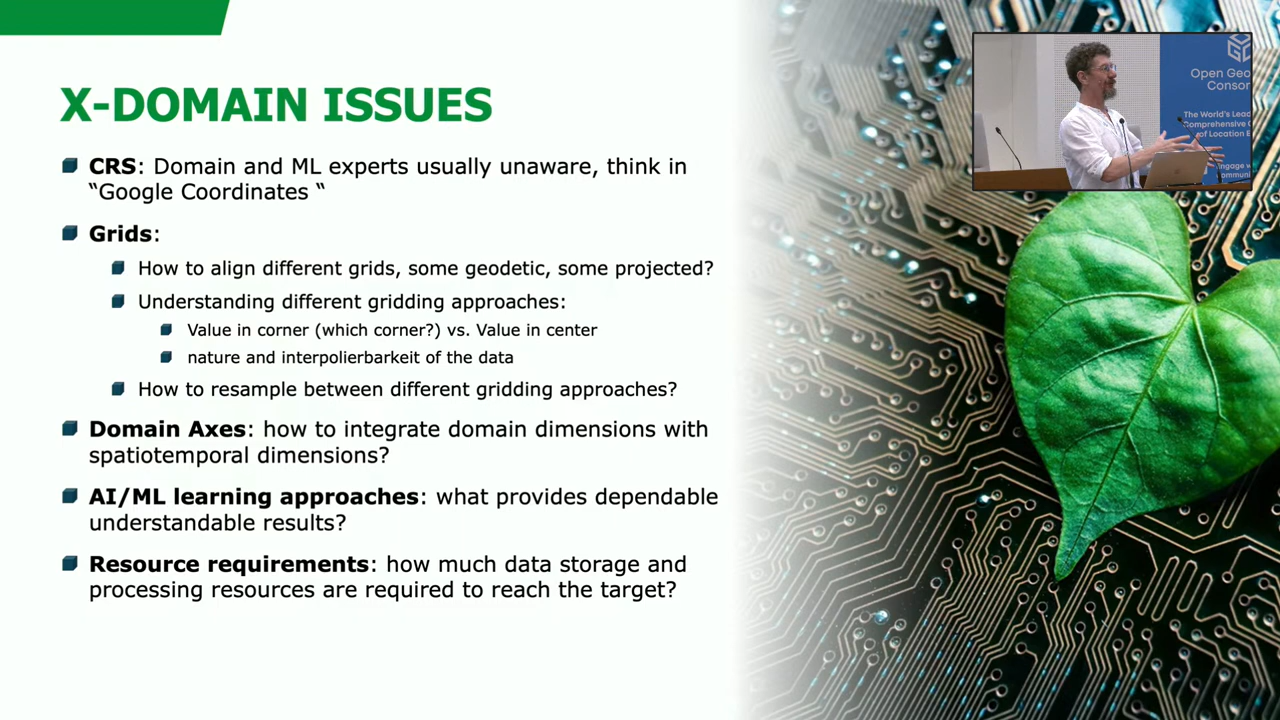 X-DOMAIN ISSUES
CRS: Domain and ML experts usually unaware, think in
“Google Coordinates “
Grids:
How to align different grids, some geodetic, some projected?
Understanding different gridding approaches:
Value in corner (which corner?) vs. Value in center
nature and interpolierbarkeit of the data
How to resample between different gridding approaches?
Domain Axes: how to integrate domain dimensions with
spatiotemporal dimensions?
AI/ML learning approaches: what provides dependable
understandable results?
Resource requirements: how much data storage and
processing resources are required to reach the target?
Open Geo
Consor
The World's Lead
Comprehensive
of Location